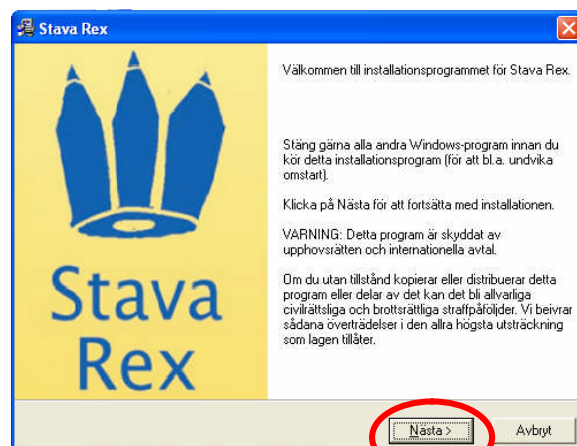 Stava Rex
Välkommen till installationsprogrammet för Stava Rex.
Stäng gärna alla andra Windows-program innan du
kör detta installationsprogram (för att bl.a. undvika
omstart).
Klicka på Nästa för att fortsätta med installationen.
VARNING: Detta program är skyddat av
upphovsrätten och internationella avtal.
Om du utan tillstånd kopierar eller distribuerar detta
program eller delar av det kan det bli allvarliga
civilrättsliga och brottsrättliga straffpåföljder. Vi beivrar
sådana överträdelser i den allra högsta utsträckning
som lagen tillåter.
Stava
Rex
Nästa >
Avbryt